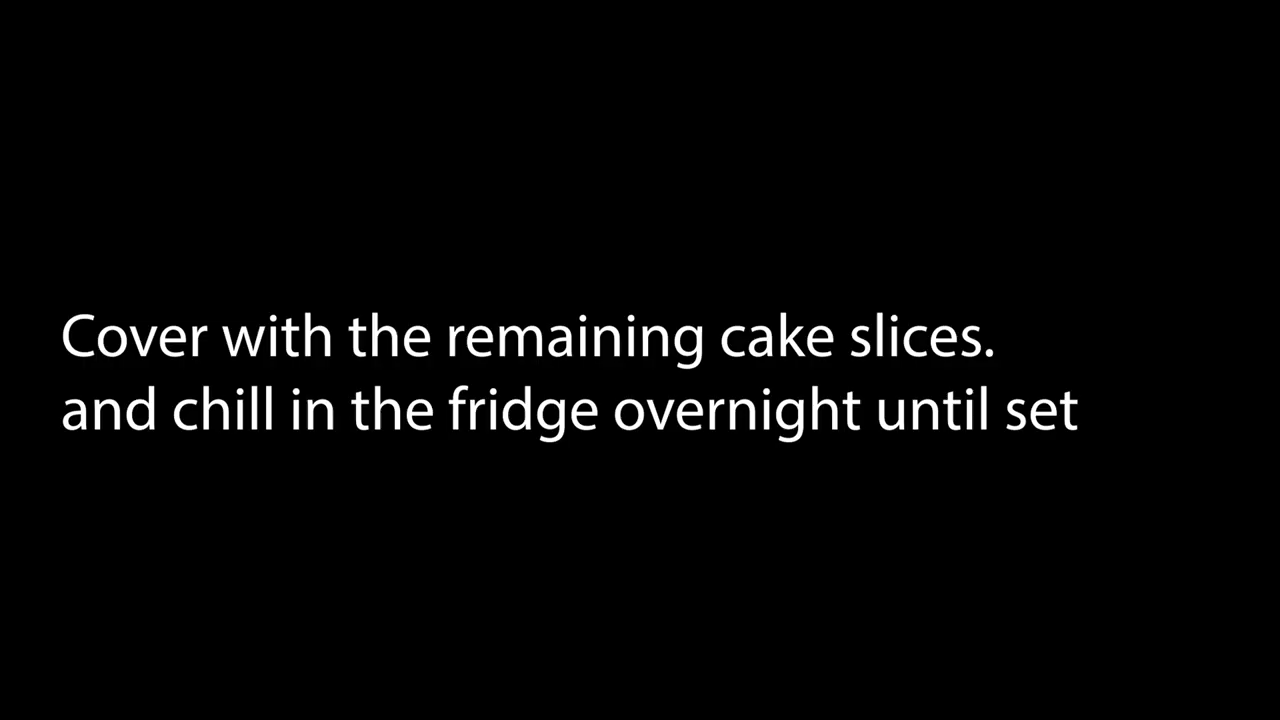 Cover with the remaining cake slices.
and chill in the fridge overnight until set